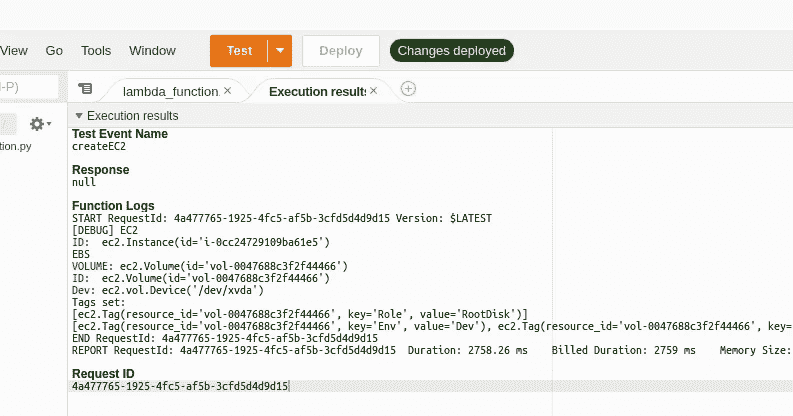 View Go Tools Window Test Deploy Changes deployed
-P)
lambda_function. × Execution results ×
Execution results
tion.py
Test Event Name
createEC2
Response
null
Function Logs
START RequestId: 4a477765-1925-4fc5-af5b-3cfd5d4d9d15 Version: $LATEST
[DEBUG] EC2
ID:  ec2.Instance(id='i-0cc24729109ba61e5')
EBS
VOLUME: ec2.Volume(id='vol-0047688c3f2f44466')
ID:  ec2.Volume(id='vol-0047688c3f2f44466')
Dev: ec2.vol.Device('/dev/xvda')
Tags set:
[ec2.Tag(resource_id='vol-0047688c3f2f44466', key='Role', value='RootDisk')]
[ec2.Tag(resource_id='vol-0047688c3f2f44466', key='Env', value='Dev'), ec2.Tag(resource_id='vol-0047688c3f2f44466', key=
END RequestId: 4a477765-1925-4fc5-af5b-3cfd5d4d9d15
REPORT RequestId: 4a477765-1925-4fc5-af5b-3cfd5d4d9d15  Duration: 2758.26 ms    Billed Duration: 2759 ms    Memory Size:
Request ID
4a477765-1925-4fc5-af5b-3cfd5d4d9d15